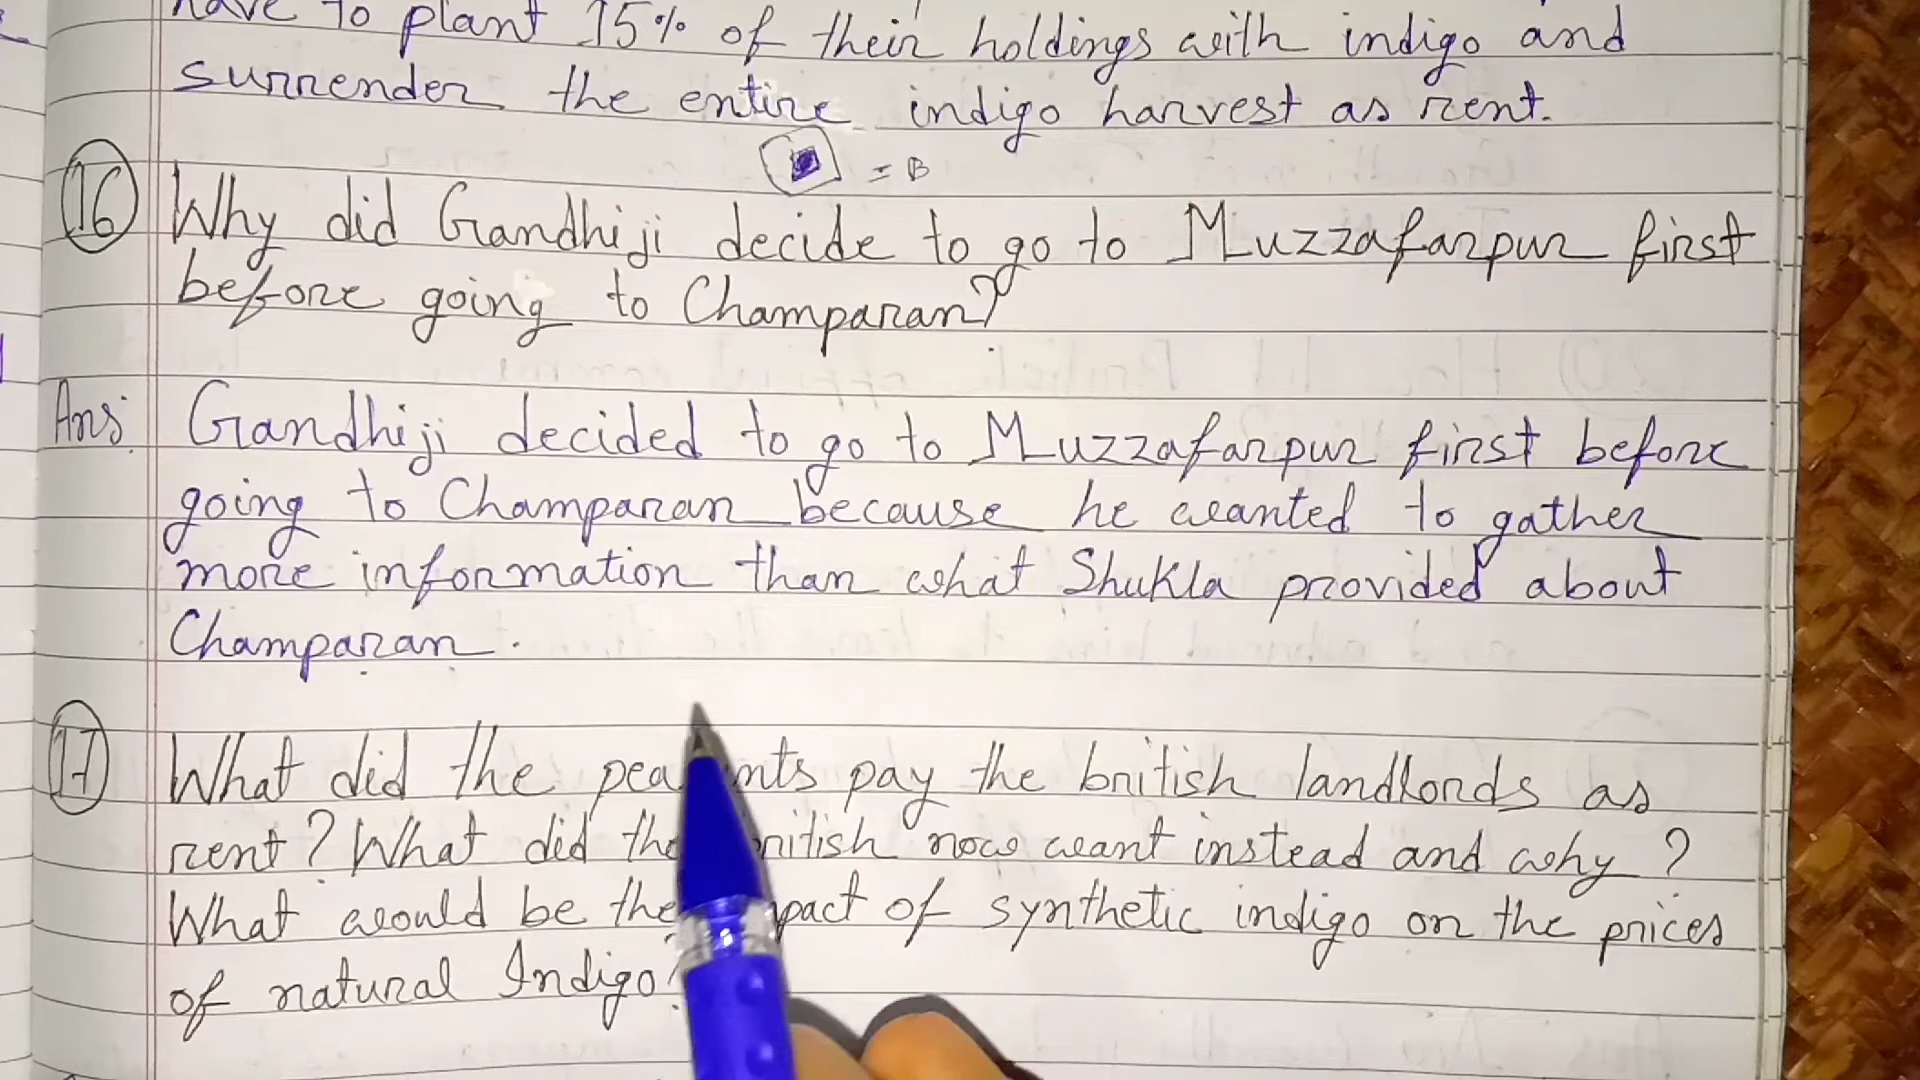 have to plant 15% of their holdings with indigo and
surrender the entire indigo harvest as rent.
= B
16 Why did Gandhiji decide to go to Muzzafarpur first
before going to Champaran?
Ans: Gandhiji decided to go to Muzzafarpur first before
going to Champaran because he wanted to gather
more information than what Shukla provided about
Champaran.
17 What did the pay the british landlords as
rent? What did the now want instead and why?
What would be the of synthetic indigo on the prices
of natural Indigo?